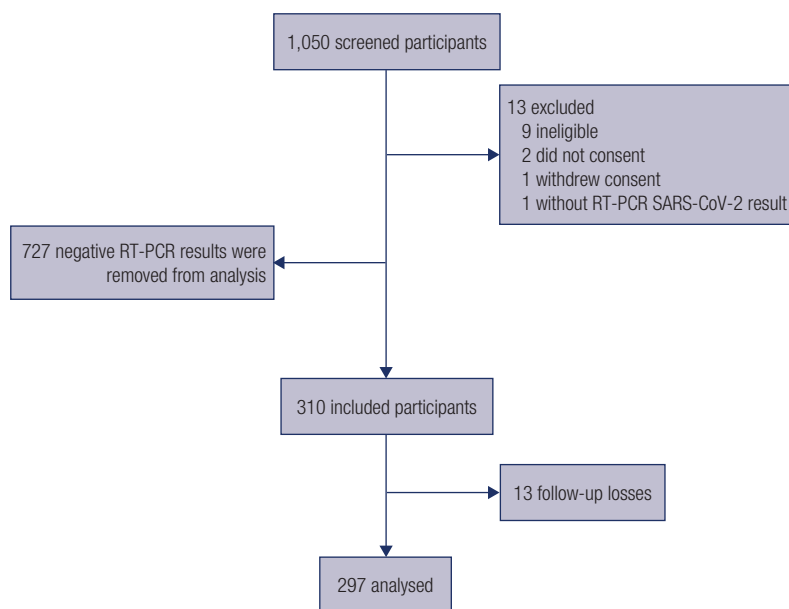 1,050 screened participants
13 excluded
9 ineligible
2 did not consent
1 withdrew consent
1 without RT-PCR SARS-CoV-2 result
727 negative RT-PCR results were
removed from analysis
310 included participants
13 follow-up losses
297 analysed